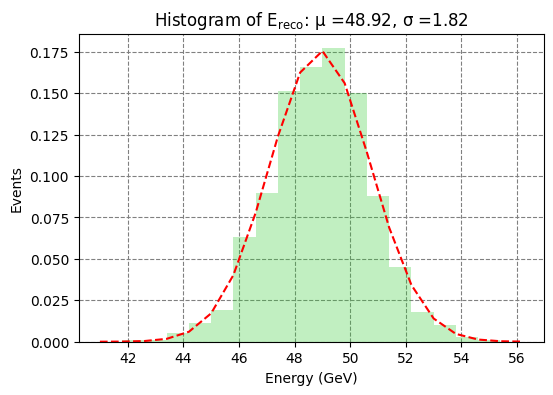 Histogram of E_reco: μ =48.92, σ =1.82
0.175
0.150
0.125
0.100
0.075
0.050
0.025
0.000
Events
42 44 46 48 50 52 54 56
Energy (GeV)